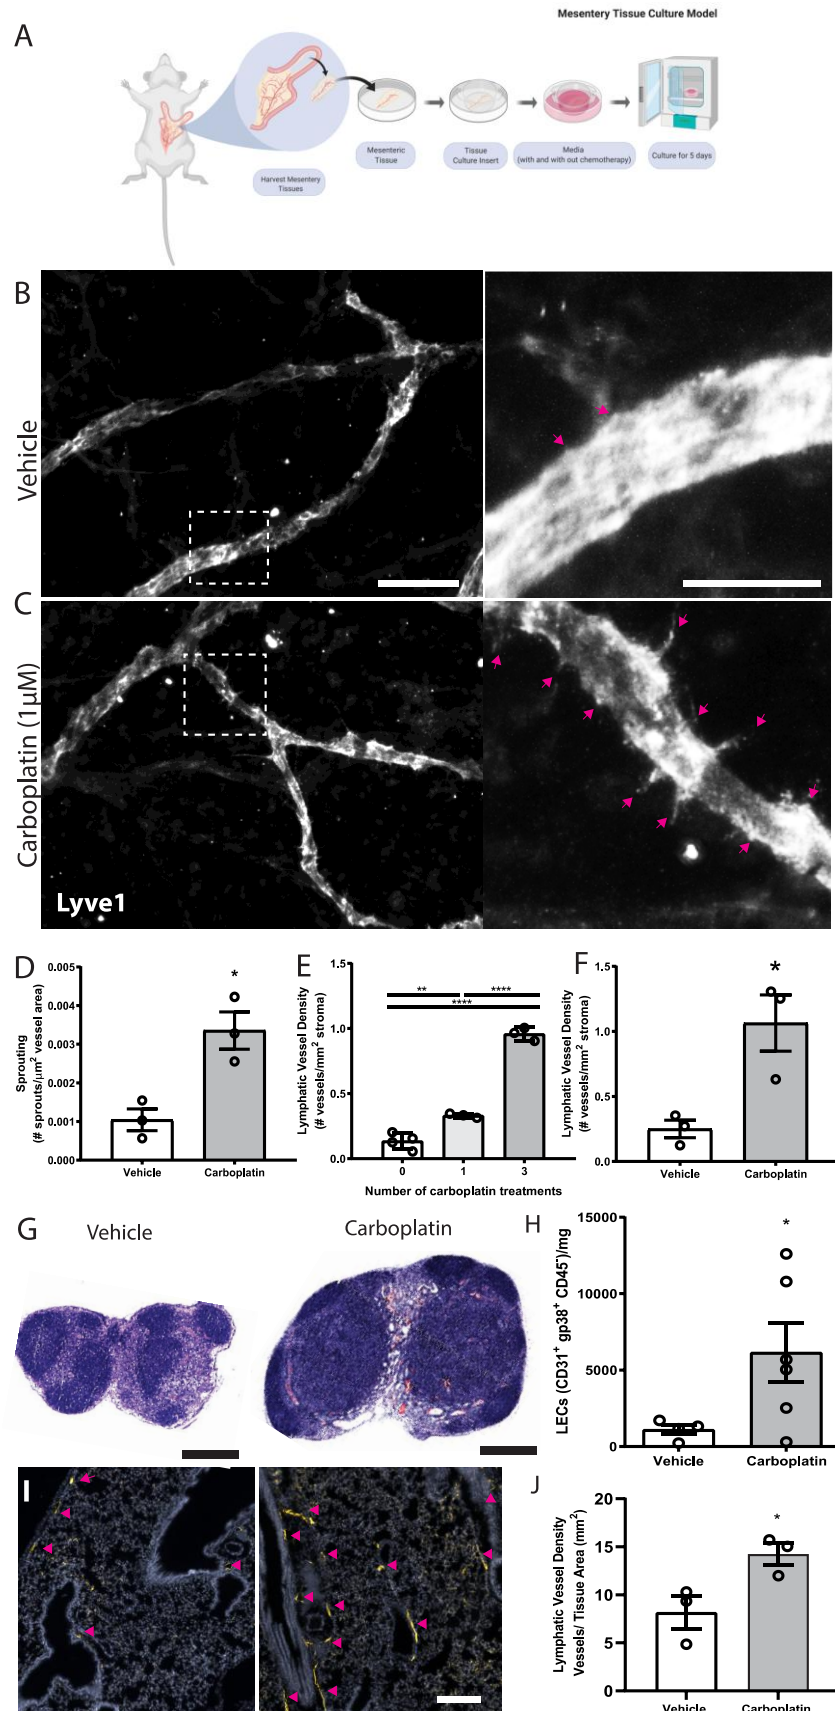 Mesentery Tissue Culture Model
A
Harvest Mesentery
Tissues
Mesenteric
Tissue
Tissue
Culture Insert
Media
(with and with out chemotherapy)
Culture for 5 days
B
Vehicle
C
Carboplatin (1µM)
Lyve1
D
Sprouting
(# sprouts/µm² vessel area)
0.005
0.004
0.003
0.002
0.001
0.000
*
Vehicle
Carboplatin
E
Lymphatic Vessel Density
(# vessels/mm² stroma)
1.5
1.0
0.5
0.0
**
****
****
0
1
3
Number of carboplatin treatments
F
Lymphatic Vessel Density
(# vessels/mm² stroma)
1.5
1.0
0.5
0.0
*
Vehicle
Carboplatin
G
Vehicle
Carboplatin
H
LECs (CD31⁺ gp38⁺ CD45⁻)/mg
15000
10000
5000
0
*
Vehicle
Carboplatin
I
J
Lymphatic Vessel Density
Vessels/ Tissue Area (mm²)
20
15
10
5
0
*
Vehicle
Carboplatin